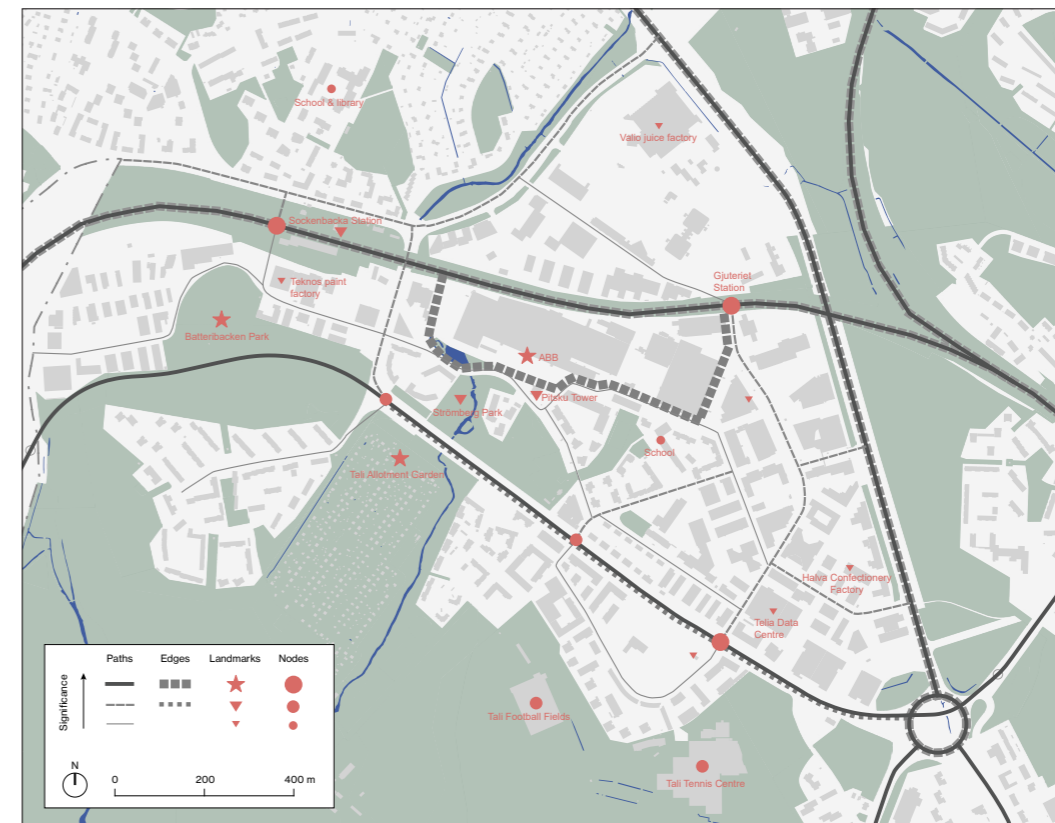 School & library
Valio juice factory
Sockenbacka Station
Gjuteriet
Station
Teknos paint
factory
Battenbacken Park
ABB
Pitsku Tower
Strömberg Park
School
Tali Allotment Garden
Halva Confectionery
Factory
Telia Data
Centre
Tali Football Fields
Tali Tennis Centre
Paths Edges Landmarks Nodes
Significance
N
0 200 400 m